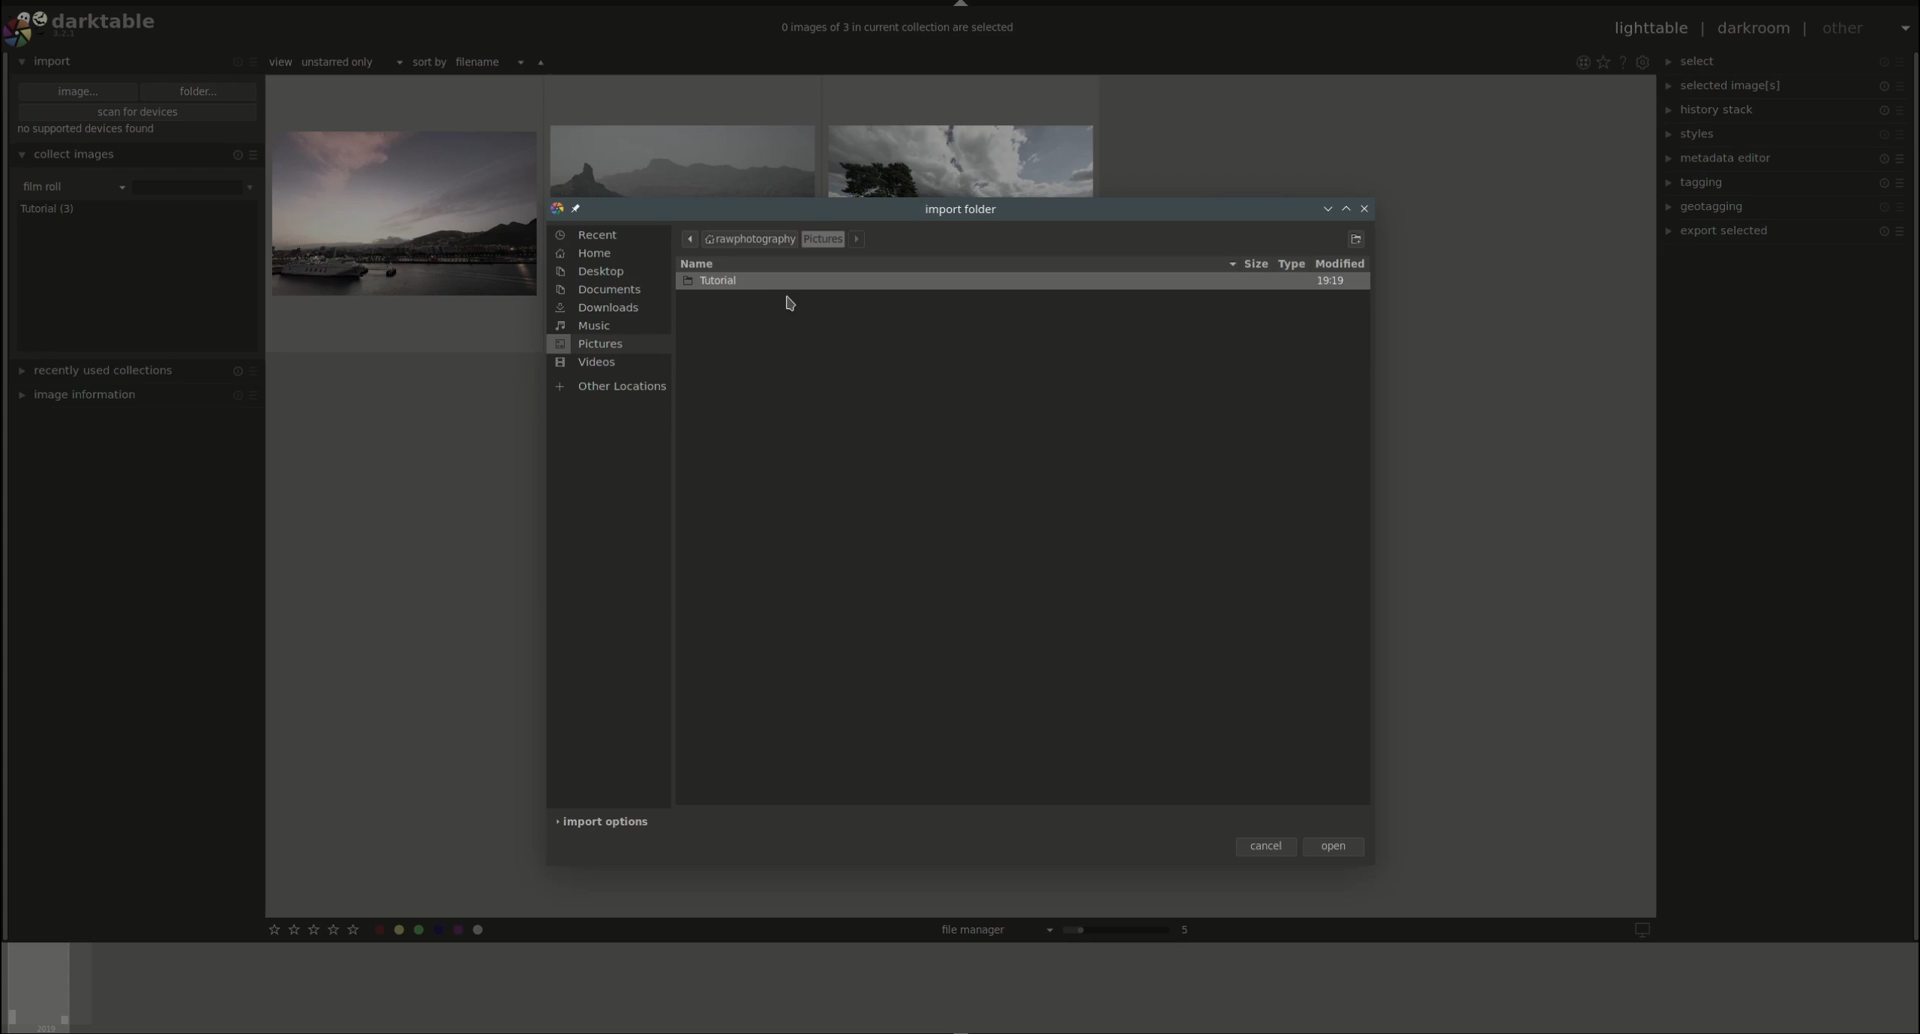 darktable
3.2.1
0 images of 3 in current collection are selected
lighttable | darkroom | other
import
image... folder...
scan for devices
no supported devices found
collect images
film roll
Tutorial (3)
recently used collections
image information
view unstarred only sort by filename
?
import folder
Recent
Home
Desktop
Documents
Downloads
Music
Pictures
Videos
Other Locations
rawphotography Pictures
Name Size Type Modified
Tutorial 19:19
import options
cancel open
select
selected image[s]
history stack
styles
metadata editor
tagging
geotagging
export selected
file manager 5
2019